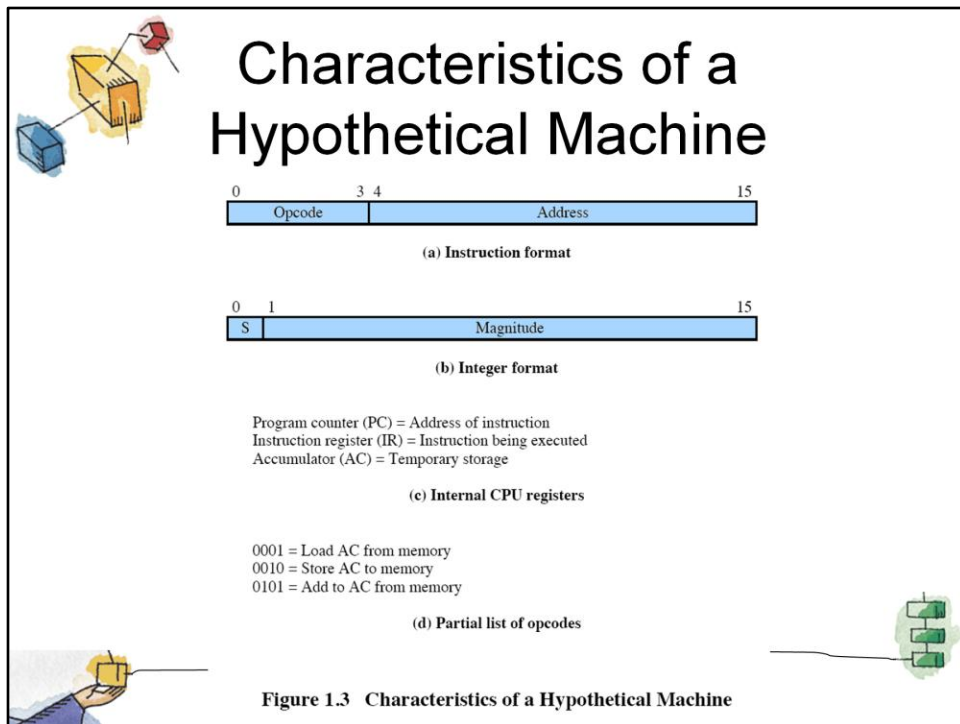 Characteristics of a
Hypothetical Machine
0 3 4 15
Opcode Address
(a) Instruction format
0 1 15
S Magnitude
(b) Integer format
Program counter (PC) = Address of instruction
Instruction register (IR) = Instruction being executed
Accumulator (AC) = Temporary storage
(c) Internal CPU registers
0001 = Load AC from memory
0010 = Store AC to memory
0101 = Add to AC from memory
(d) Partial list of opcodes
Figure 1.3 Characteristics of a Hypothetical Machine